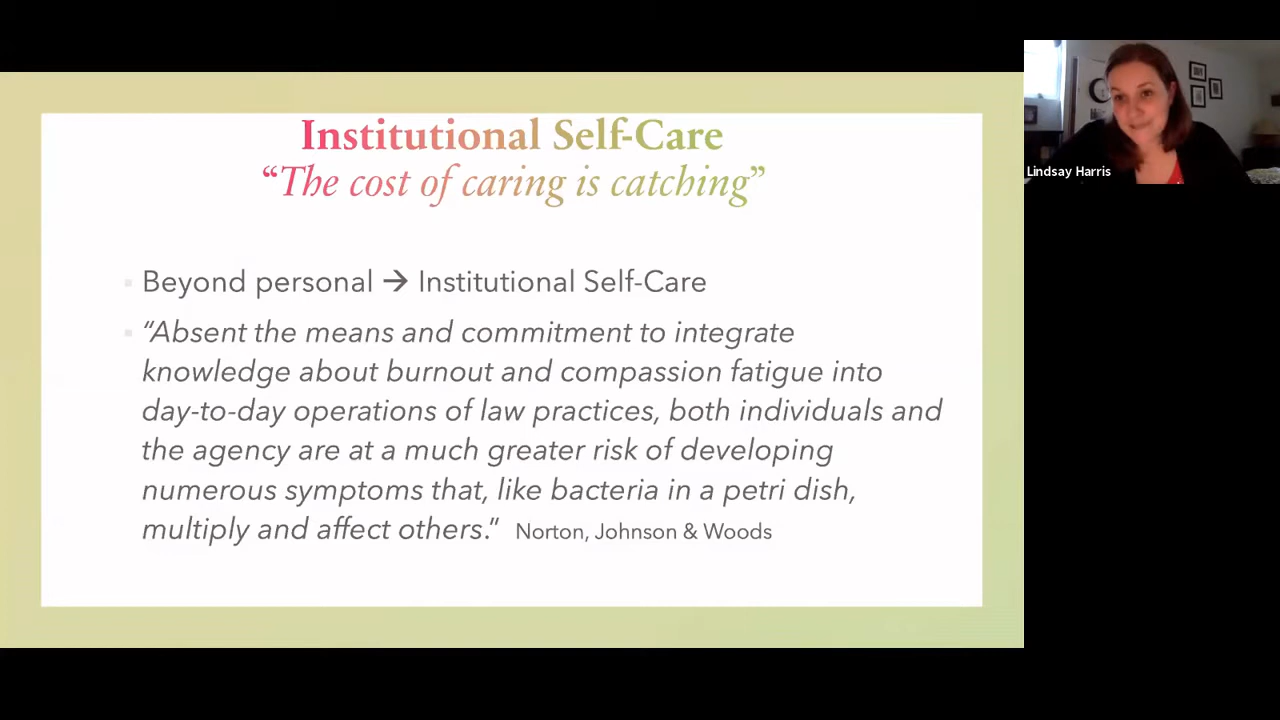 Institutional Self-Care
“The cost of caring is catching”
Beyond personal → Institutional Self-Care
“Absent the means and commitment to integrate
knowledge about burnout and compassion fatigue into
day-to-day operations of law practices, both individuals and
the agency are at a much greater risk of developing
numerous symptoms that, like bacteria in a petri dish,
multiply and affect others.” Norton, Johnson & Woods
Lindsay Harris